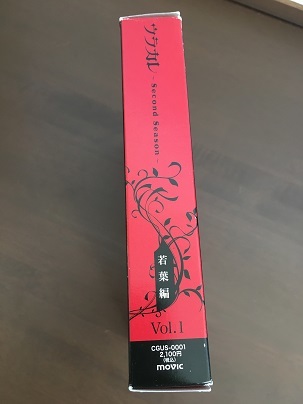 ウラカレ
- Second Season -
若葉編
Vol.1
CGUS-0001
2,100円
(税込)
movic